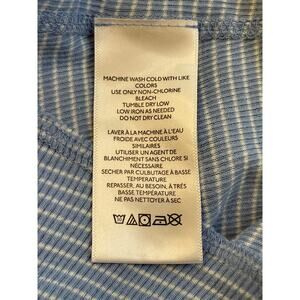 MACHINE WASH COLD WITH LIKE
COLORS
USE ONLY NON-CHLORINE
BLEACH
TUMBLE DRY LOW
LOW IRON AS NEEDED
DO NOT DRY CLEAN
LAVER À LA MACHINE À L'EAU
FROIDE AVEC COULEURS
SIMILAIRES
UTILISER UN AGENT DE
BLANCHIMENT SANS CHLORE SI
NÉCESSAIRE
SECHER PAR CULBUTAGE À BASSE
TEMPERATURE
REPASSER, AU BESOIN, À TRÈS
BASSE TEMPÉRATURE
NE PAS NETTOYER À SEC